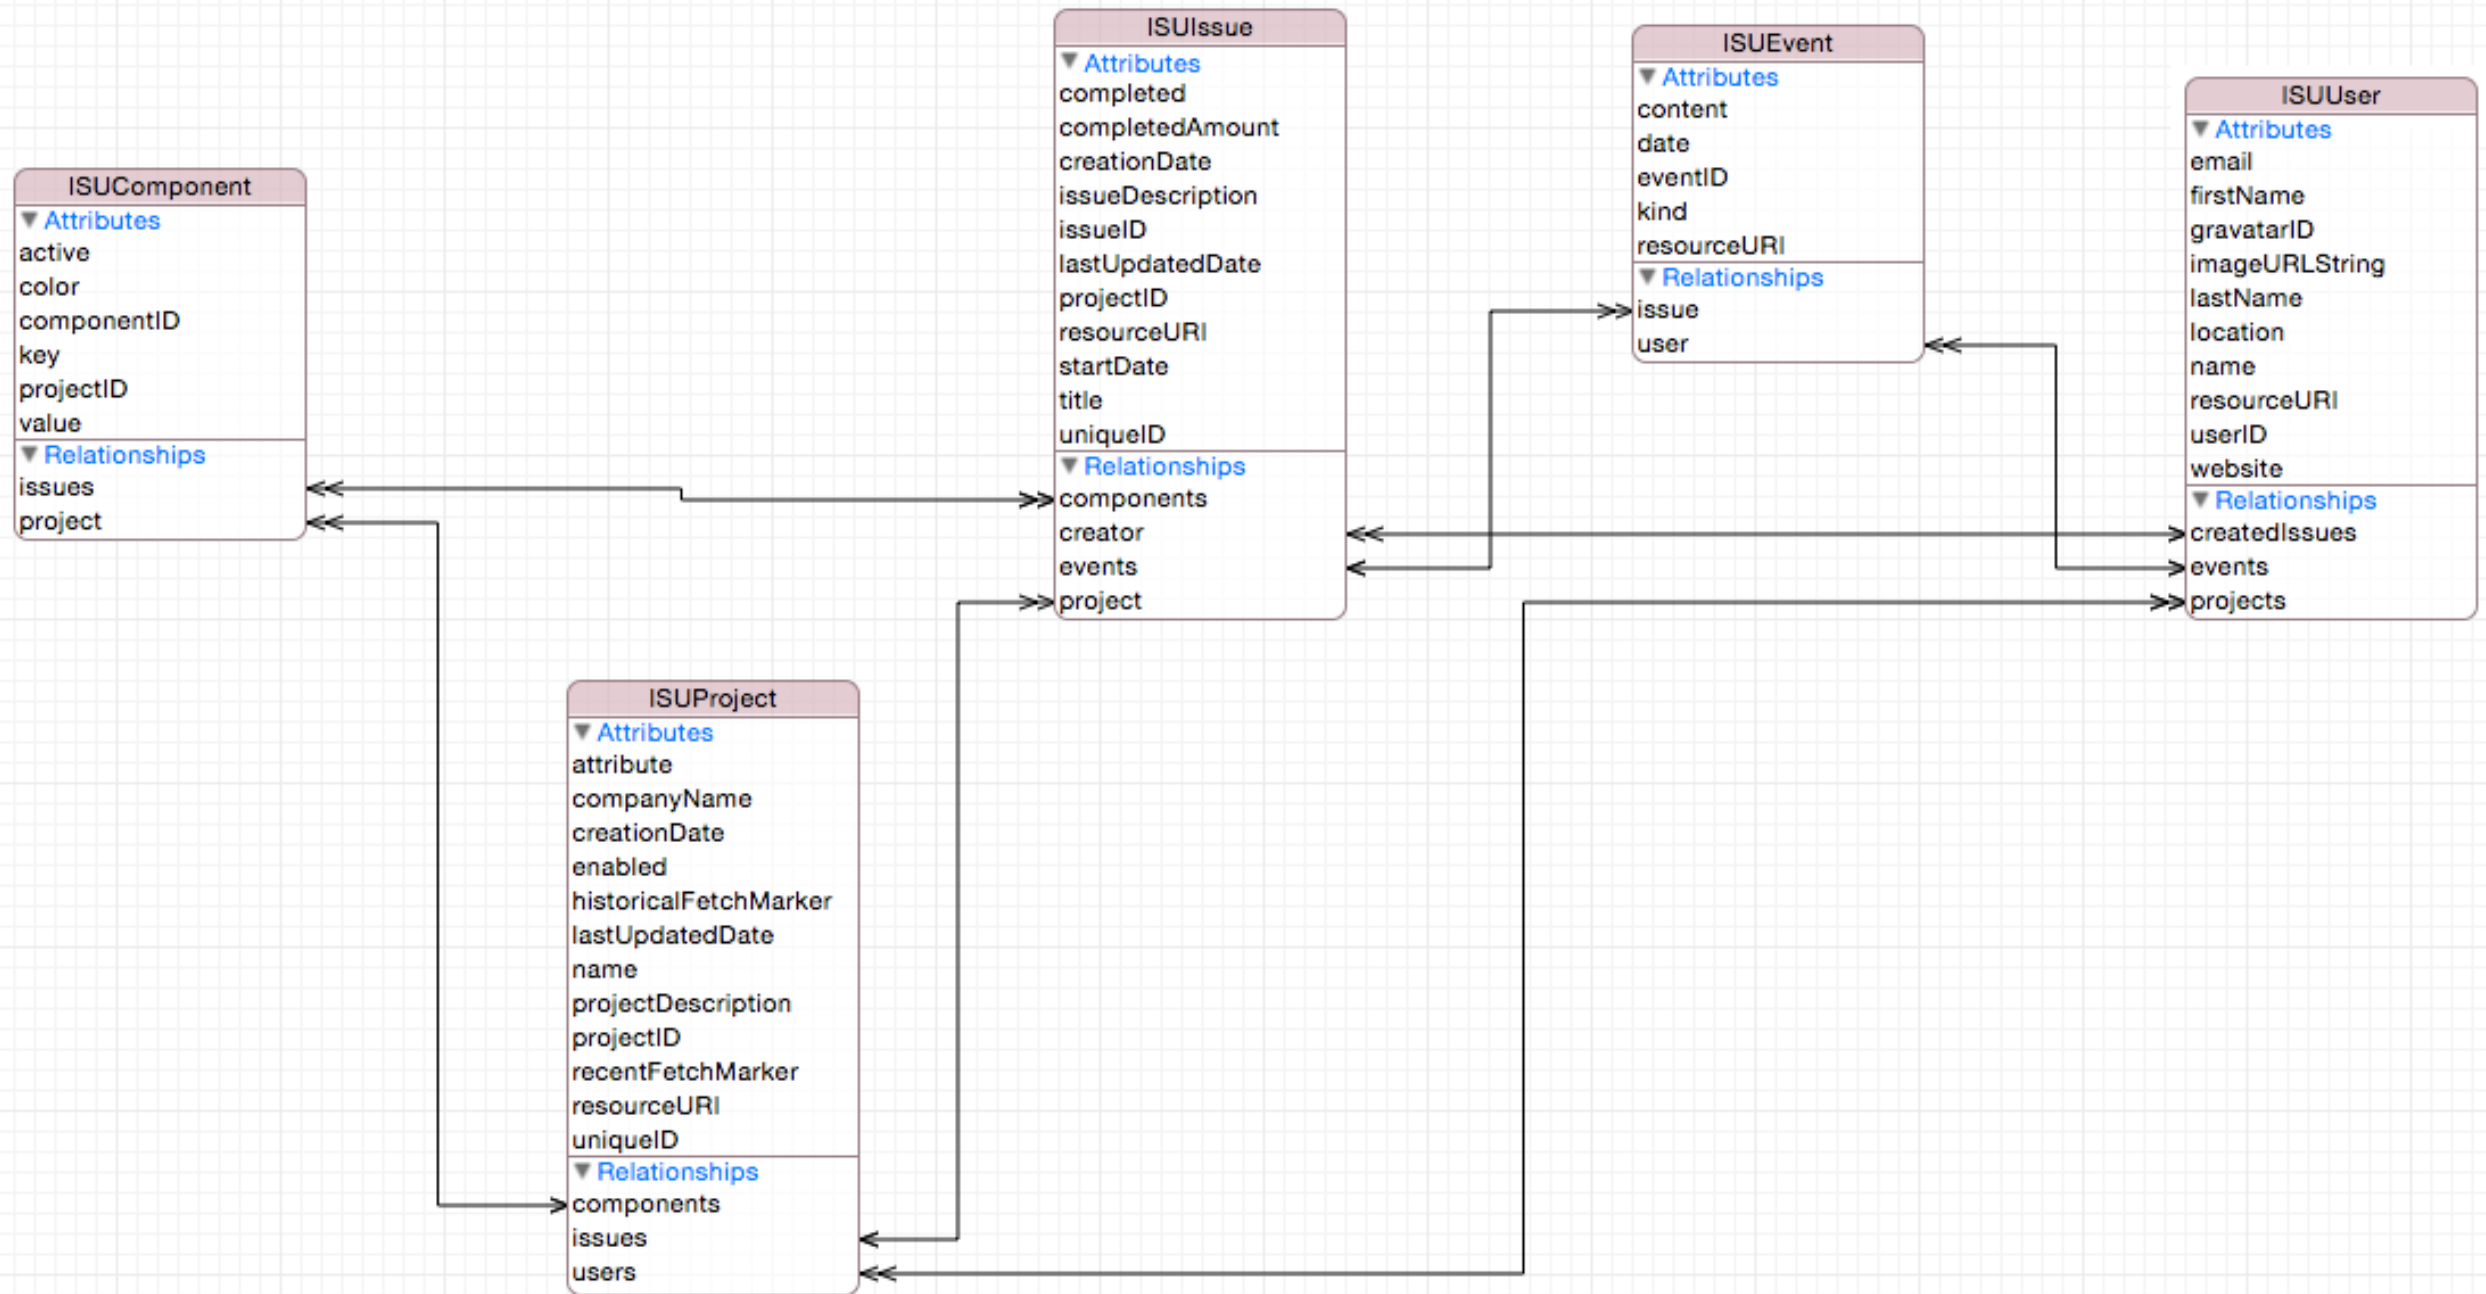 ISUComponent
Attributes
active
color
componentID
key
projectID
value
Relationships
issues
project
ISUIssue
Attributes
completed
completedAmount
creationDate
issueDescription
issueID
lastUpdatedDate
projectID
resourceURI
startDate
title
uniqueID
Relationships
components
creator
events
project
ISUEvent
Attributes
content
date
eventID
kind
resourceURI
Relationships
issue
user
ISUUser
Attributes
email
firstName
gravatarID
imageURLString
lastName
location
name
resourceURI
userID
website
Relationships
createdIssues
events
projects
ISUProject
Attributes
attribute
companyName
creationDate
enabled
historicalFetchMarker
lastUpdatedDate
name
projectDescription
projectID
recentFetchMarker
resourceURI
uniqueID
Relationships
components
issues
users